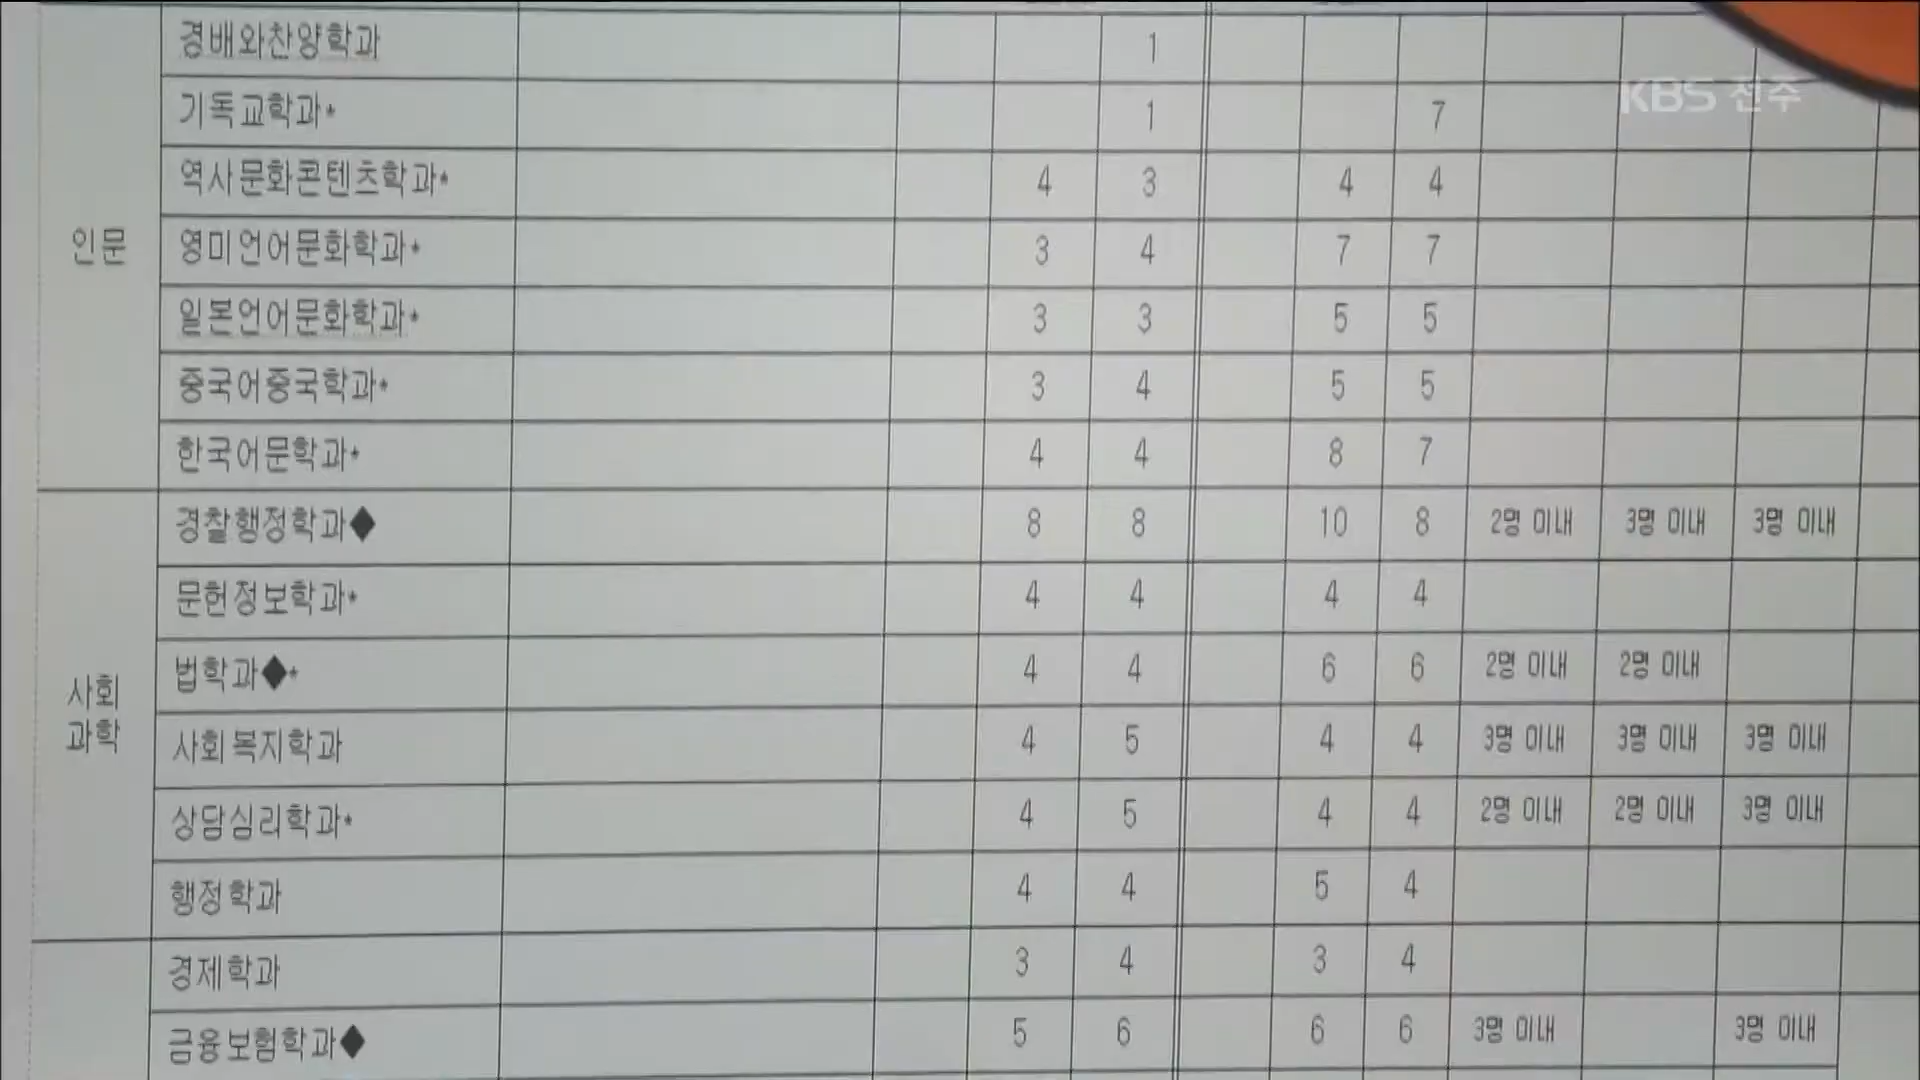 KBS 전주
경배와찬양학과 1
기독교학과* 1 7
역사문화콘텐츠학과* 4 3 4 4
인문
영미언어문화학과* 3 4 7 7
일본언어문화학과* 3 3 5 5
중국어중국학과* 3 4 5 5
한국어문학과* 4 4 8 7
경찰행정학과◆ 8 8 10 8 2명 이내 3명 이내 3명 이내
문헌정보학과* 4 4 4 4
법학과◆* 4 4 6 6 2명 이내 2명 이내
사회
과학
사회복지학과 4 5 4 4 3명 이내 3명 이내 3명 이내
상담심리학과* 4 5 4 4 2명 이내 2명 이내 3명 이내
행정학과 4 4 5 4
경제학과 3 4 3 4
금융보험학과◆ 5 6 6 6 3명 이내 3명 이내